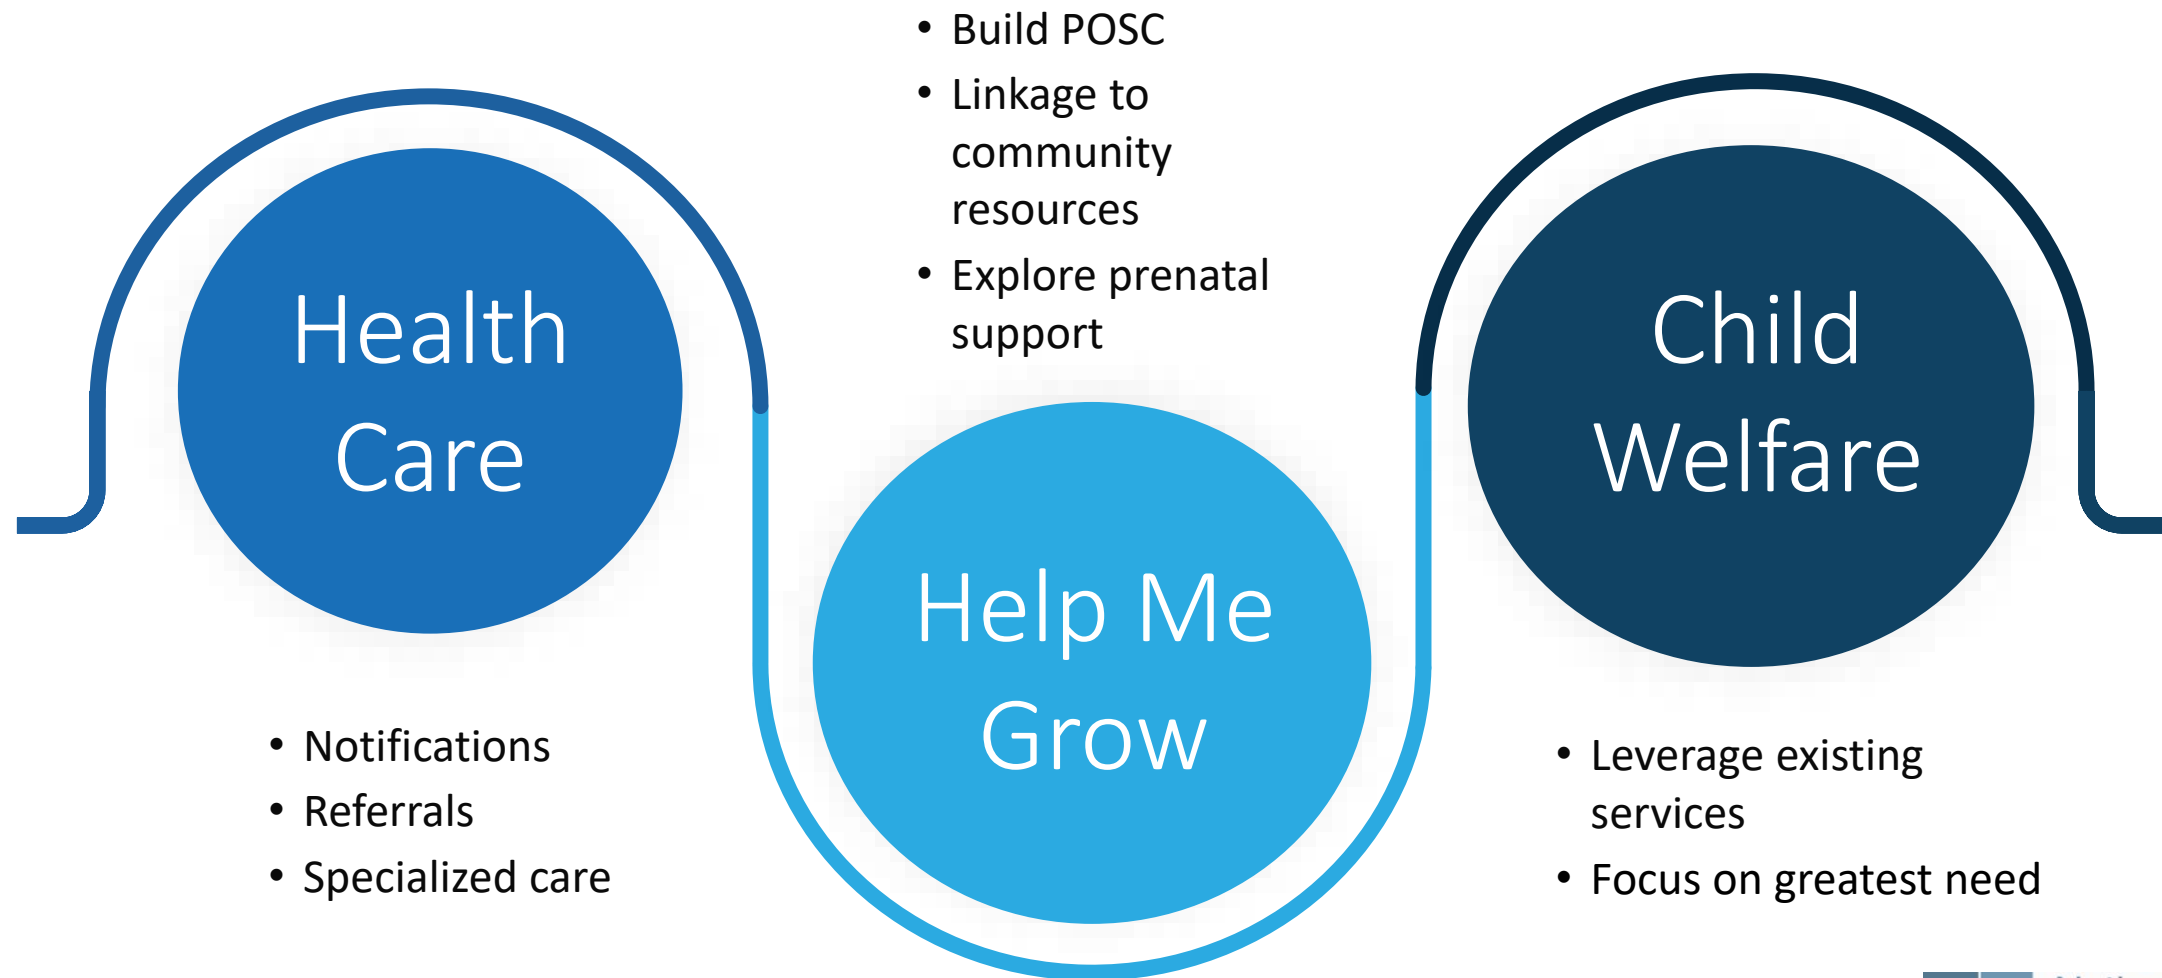 Health
Care
• Notifications
• Referrals
• Specialized care
• Build POSC
• Linkage to
community
resources
• Explore prenatal
support
Help Me
Grow
Child
Welfare
• Leverage existing
services
• Focus on greatest need